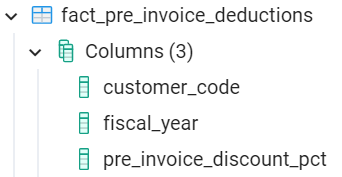 fact_pre_invoice_deductions
Columns (3)
customer_code
fiscal_year
pre_invoice_discount_pct